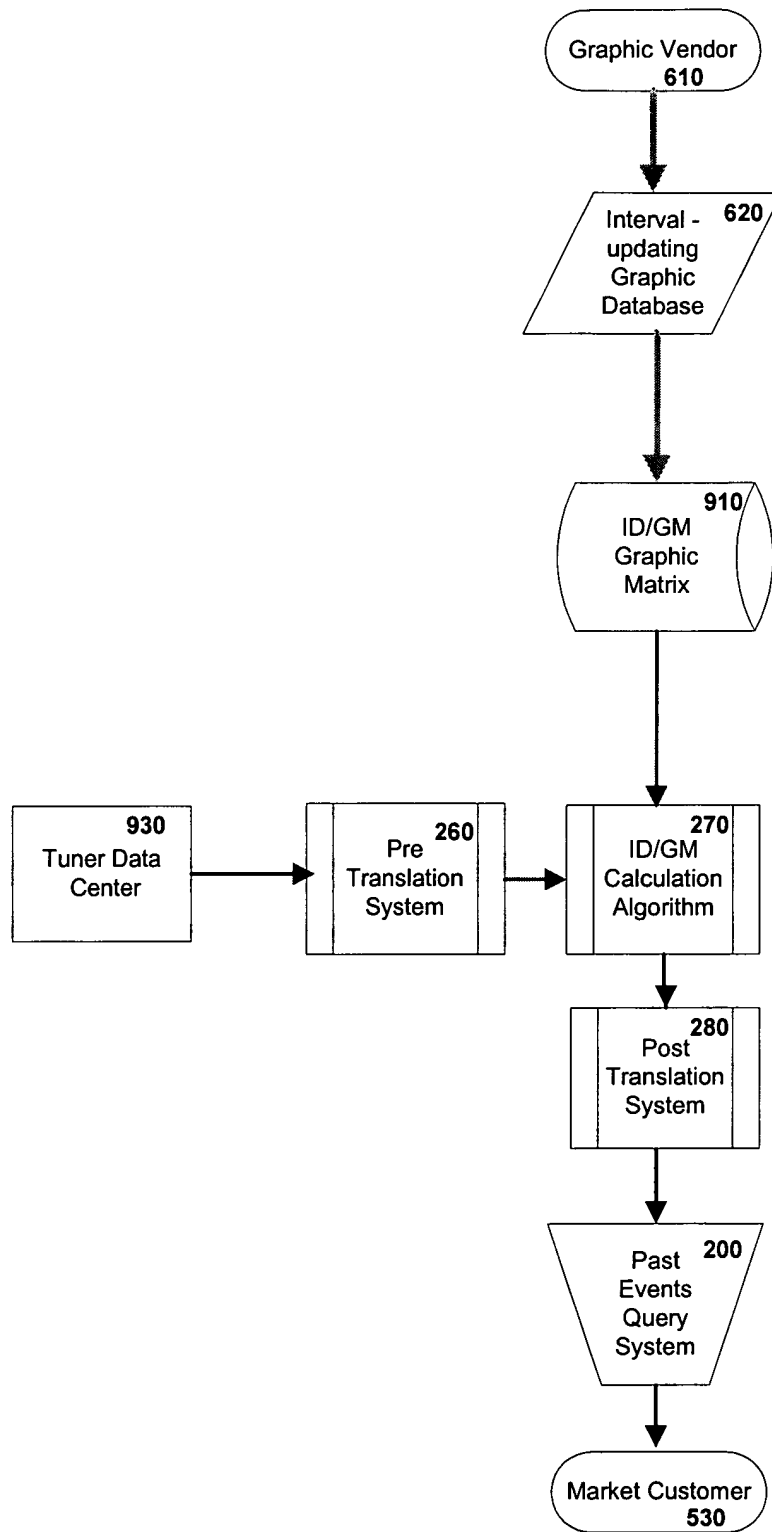 Graphic Vendor
610
620
Interval -
updating
Graphic
Database
910
ID/GM
Graphic
Matrix
930
Tuner Data
Center
260
Pre
Translation
System
270
ID/GM
Calculation
Algorithm
280
Post
Translation
System
200
Past
Events
Query
System
Market Customer
530